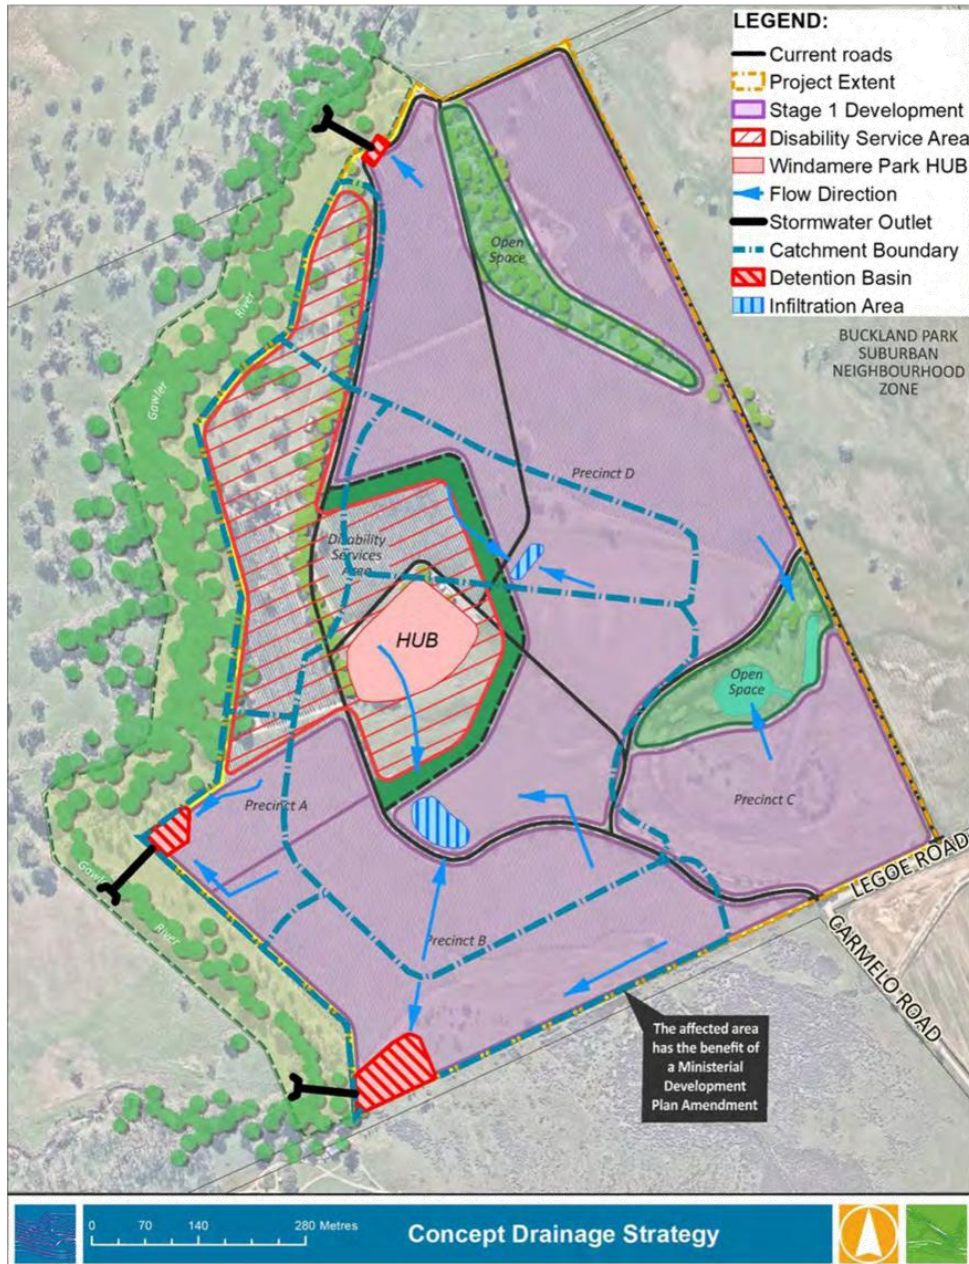 LEGEND:
Current roads
Project Extent
Stage 1 Development
Disability Service Area
Windamere Park HUB
Flow Direction
Stormwater Outlet
Catchment Boundary
Detention Basin
Infiltration Area
BUCKLAND PARK
SUBURBAN
NEIGHBOURHOOD
ZONE
Open
Space
River
Gawler
Precinct D
Disability
Services
Area
HUB
Open
Space
Precinct A
Precinct C
LEGOE ROAD
CARMELO ROAD
Gawler
River
Precinct B
The affected area
has the benefit of
a Ministerial
Development
Plan Amendment
0 70 140 280 Metres
Concept Drainage Strategy